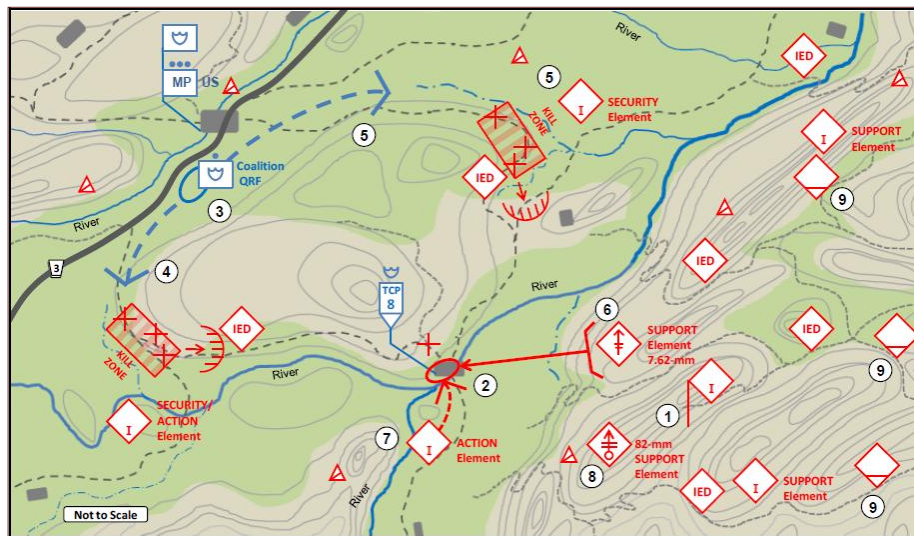 MP
US
Coalition
QRF
3
5
5
KILL
ZONE
IED
SECURITY
Element
I
IED
I
SUPPORT
Element
9
IED
River
River
River
3
4
KILL
ZONE
IED
TCP
8
River
2
6
SUPPORT
Element
7.62-mm
IED
9
I
1
SECURITY/
ACTION
Element
I
River
7
I
ACTION
Element
82-mm
SUPPORT
Element
8
IED
I
SUPPORT
Element
9
River
Not to Scale